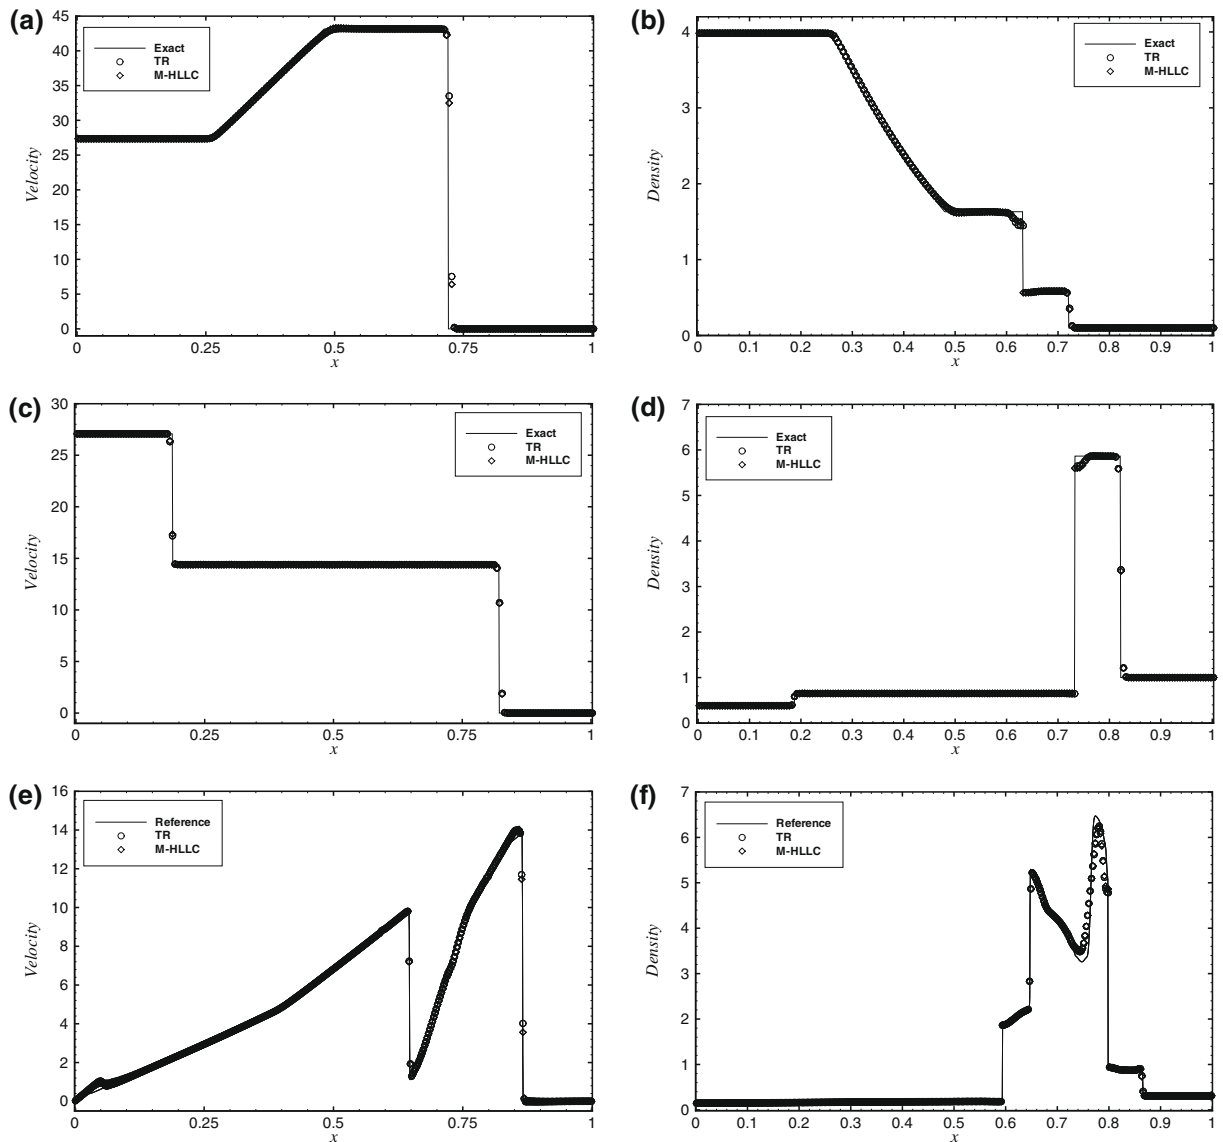 (a)
45
40
35
30
25
20
15
10
5
0
Velocity
Exact
TR
M-HLLC
0 0.25 0.5 0.75 1
x
(b)
4
3
2
1
0
Density
Exact
TR
M-HLLC
0 0.1 0.2 0.3 0.4 0.5 0.6 0.7 0.8 0.9 1
x
(c)
30
25
20
15
10
5
0
Velocity
Exact
TR
M-HLLC
0 0.25 0.5 0.75 1
x
(d)
7
6
5
4
3
2
1
0
Density
Exact
TR
M-HLLC
0 0.1 0.2 0.3 0.4 0.5 0.6 0.7 0.8 0.9 1
x
(e)
16
14
12
10
8
6
4
2
0
Velocity
Reference
TR
M-HLLC
0 0.25 0.5 0.75 1
x
(f)
7
6
5
4
3
2
1
0
Density
Reference
TR
M-HLLC
0 0.1 0.2 0.3 0.4 0.5 0.6 0.7 0.8 0.9 1
x